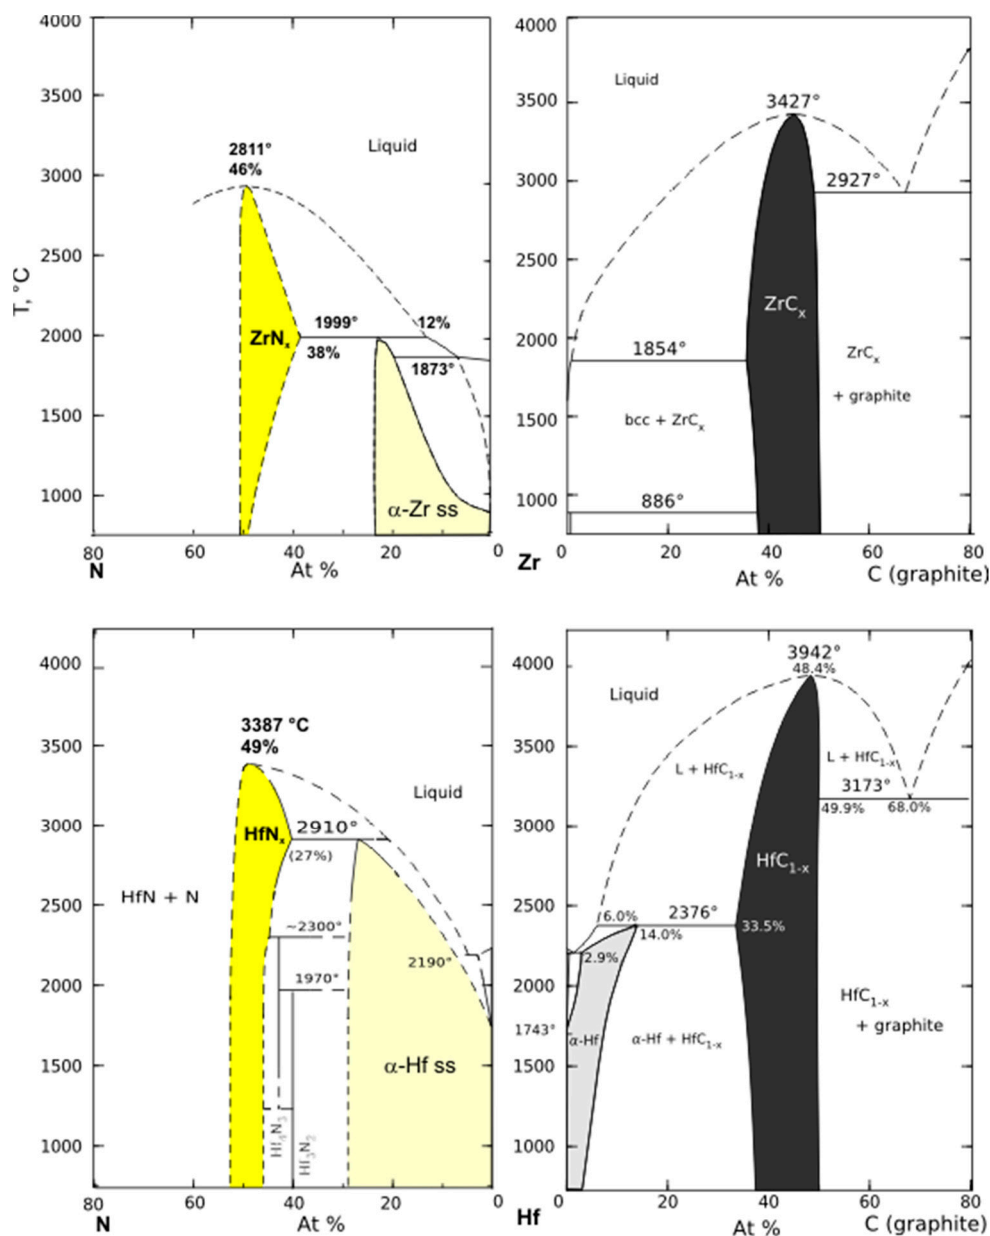 4000
3500
3000
2500
2000
1500
1000
T, °C
2811°
46%
Liquid
ZrNx
1999°
12%
38%
1873°
α-Zr ss
80
60
40
20
0
N
At %
4000
3500
3000
2500
2000
1500
1000
Liquid
3427°
2927°
ZrCx
1854°
ZrCx
+ graphite
bcc + ZrCx
886°
Zr
0
20
40
60
80
At %
C (graphite)
4000
3500
3000
2500
2000
1500
1000
3387 °C
49%
Liquid
HfNx
2910°
(27%)
HfN + N
~2300°
2190°
1970°
α-Hf ss
Hf4N3
Hf3N2
80
60
40
20
0
N
At %
4000
3500
3000
2500
2000
1500
1000
3942°
48.4%
Liquid
L + HfC1-x
L + HfC1-x
3173°
49.9%
68.0%
HfC1-x
6.0%
2376°
14.0%
33.5%
2.9%
1743°
α-Hf
α-Hf + HfC1-x
HfC1-x
+ graphite
Hf
0
20
40
60
80
At %
C (graphite)